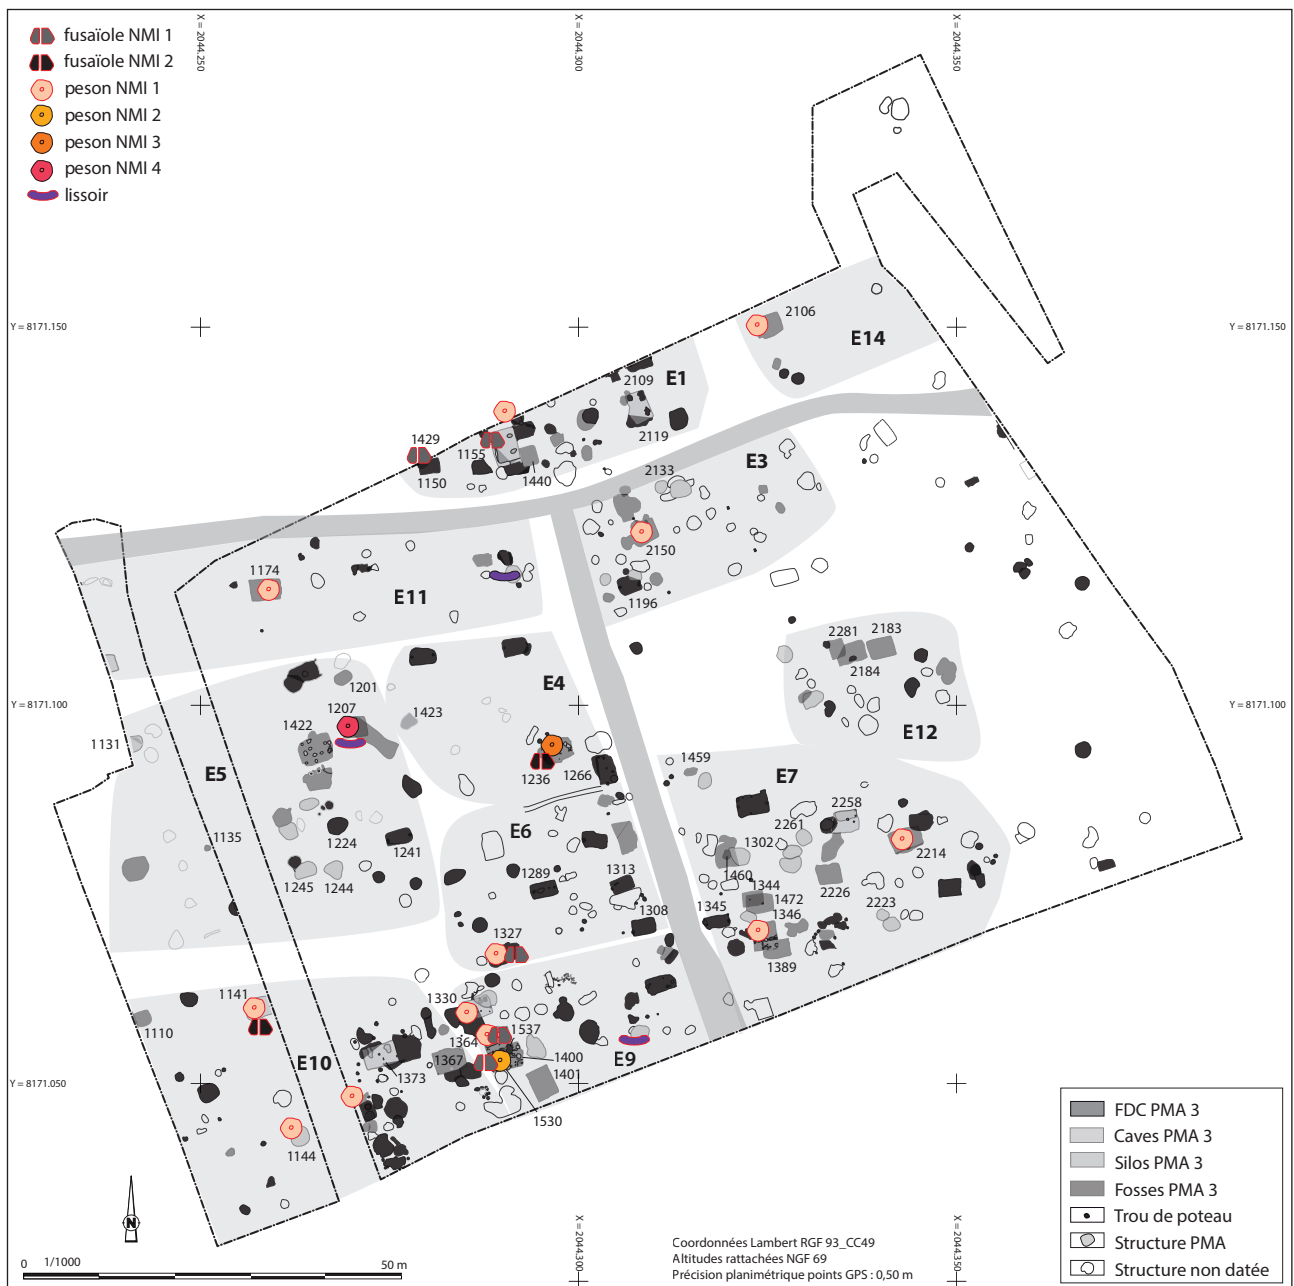 fusaïole NMI 1
fusaïole NMI 2
peson NMI 1
peson NMI 2
peson NMI 3
peson NMI 4
lissoir
X = 2044.250
X = 2044.300
X = 2044.350
Y = 8171.150
Y = 8171.150
2106
E14
2109
E1
2119
1429
1155
1150
1440
2133
E3
2150
1196
1174
E11
2281
2183
2184
E12
E4
1201
1207
1422
1423
1131
E5
1236
1266
Y = 8171.100
Y = 8171.100
1459
E7
2258
2261
2214
1135
1224
1241
1245
1244
E6
1289
1313
1308
1302
1460
2226
1344
1472
1345
1346
2223
1389
1327
1141
1110
1330
1537
1364
1400
E9
E10
1367
1401
1373
1530
1144
Y = 8171.050
Y = 8171.050
FDC PMA 3
Caves PMA 3
Silos PMA 3
Fosses PMA 3
Trou de poteau
Structure PMA
Structure non datée
N
X = 2044.300
X = 2044.350
0 1/1000 50 m
Coordonnées Lambert RGF 93_CC49
Altitudes rattachées NGF 69
Précision planimétrique points GPS : 0,50 m